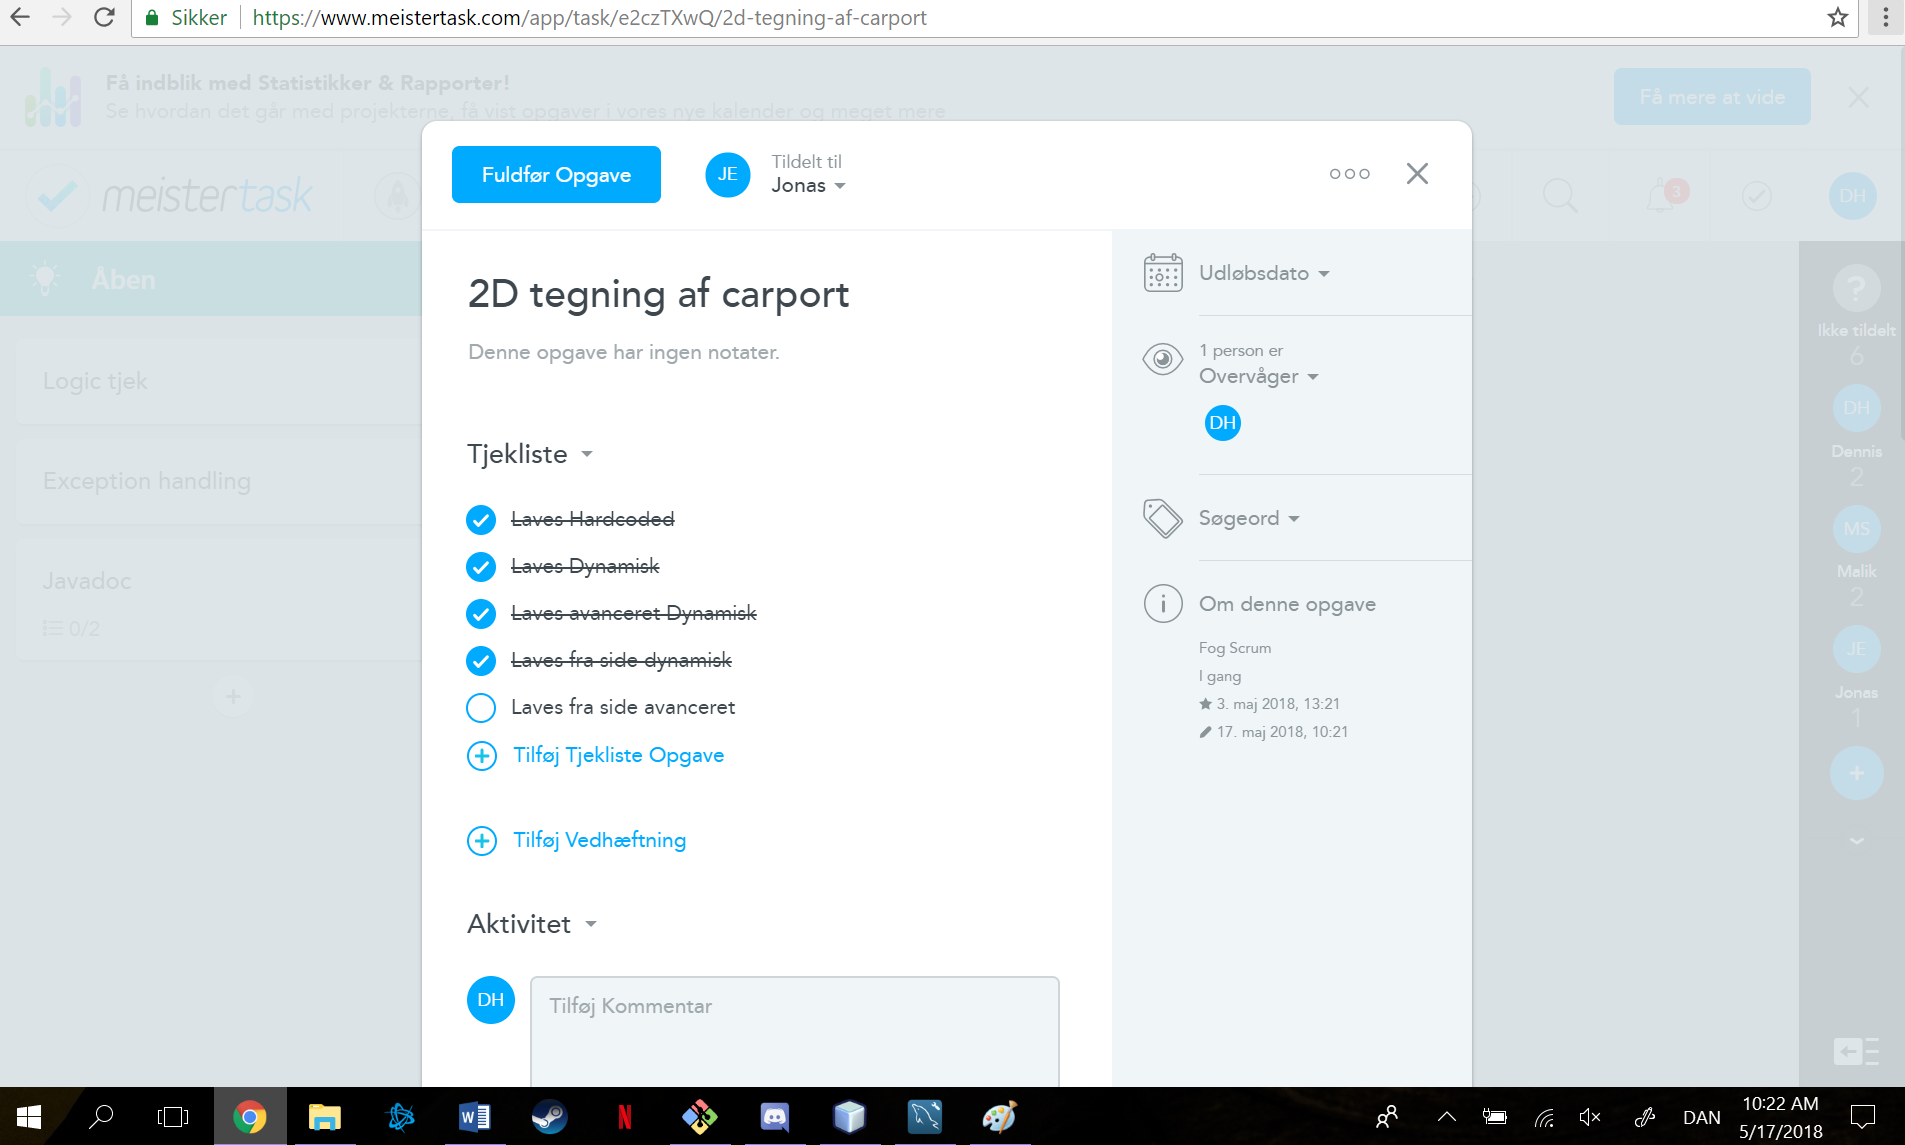 Sikker
https://www.meistertask.com/app/task/e2czTXwQ/2d-tegning-af-carport
Få indblik med Statistikker & Rapporter!
Se hvordan det går med projekterne, få vist opgaver i vores nye kalender og meget mere
Få mere at vide
Fuldfør Opgave
JE
Tildelt til
Jonas
meistertask
3
DH
Åben
Logic tjek
Exception handling
Javadoc
0/2
2D tegning af carport
Denne opgave har ingen notater.
Tjekliste
Laves Hardcoded
Laves Dynamisk
Laves avanceret Dynamisk
Laves fra side dynamisk
Laves fra side avanceret
Tilføj Tjekliste Opgave
Tilføj Vedhæftning
Aktivitet
DH
Tilføj Kommentar
Udløbsdato
1 person er
Overvåger
DH
Søgeord
Om denne opgave
Fog Scrum
I gang
3. maj 2018, 13:21
17. maj 2018, 10:21
?
Ikke tildelt
6
DH
Dennis
2
MS
Malik
2
JE
Jonas
1
DAN
10:22 AM
5/17/2018